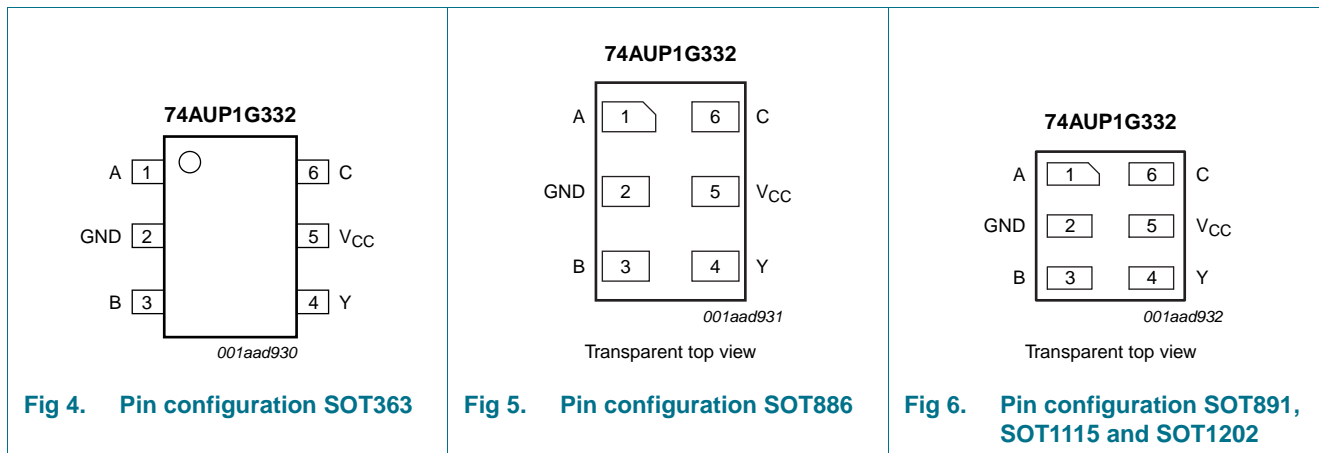 74AUP1G332
A 1 6 C
GND 2 5 VCC
B 3 4 Y
001aad930
Fig 4. Pin configuration SOT363
74AUP1G332
A 1 6 C
GND 2 5 VCC
B 3 4 Y
001aad931
Transparent top view
Fig 5. Pin configuration SOT886
74AUP1G332
A 1 6 C
GND 2 5 VCC
B 3 4 Y
001aad932
Transparent top view
Fig 6. Pin configuration SOT891,
SOT1115 and SOT1202